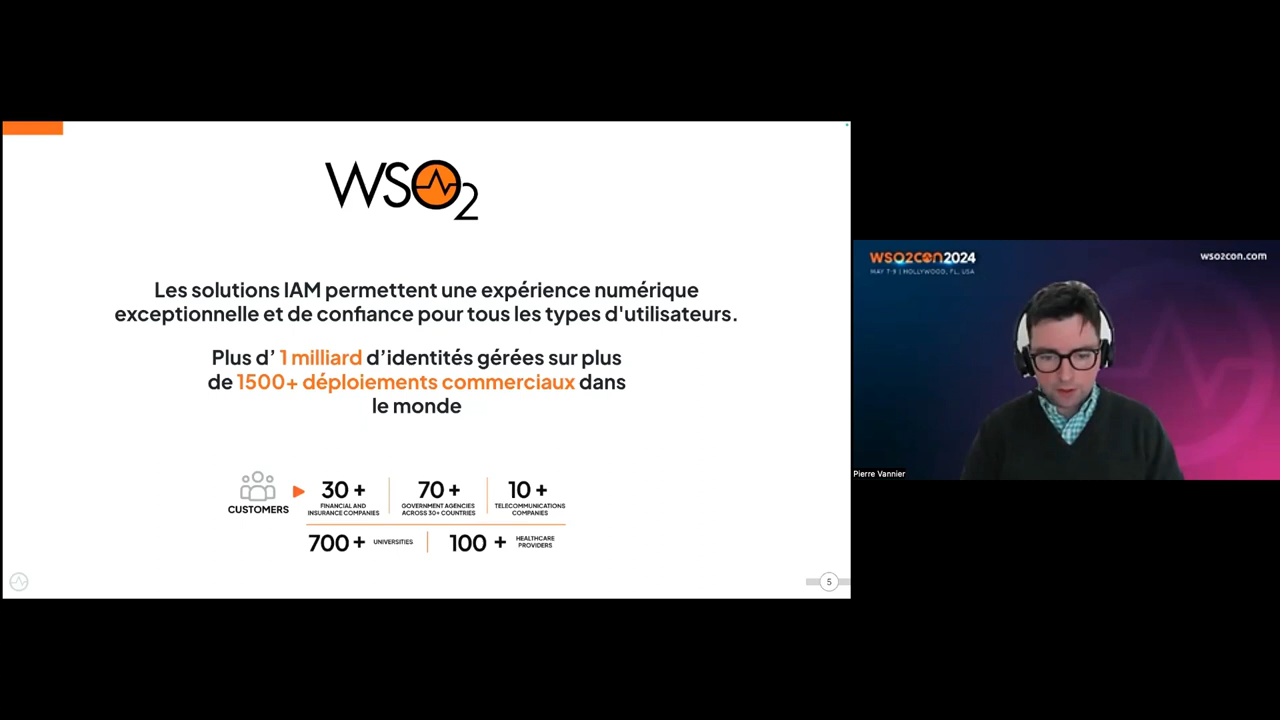 WSO2
Les solutions IAM permettent une expérience numérique
exceptionnelle et de confiance pour tous les types d'utilisateurs.
Plus d’ 1 milliard d’identités gérées sur plus
de 1500+ déploiements commerciaux dans
le monde
CUSTOMERS
30 +
FINANCIAL AND
INSURANCE COMPANIES
70 +
GOVERNMENT AGENCIES
ACROSS 30+ COUNTRIES
10 +
TELECOMMUNICATIONS
COMPANIES
700 +
UNIVERSITIES
100 +
HEALTHCARE
PROVIDERS
5
WSO2CON2024
MAY 7-9 | HOLLYWOOD, FL, USA
wso2con.com
Pierre Vannier